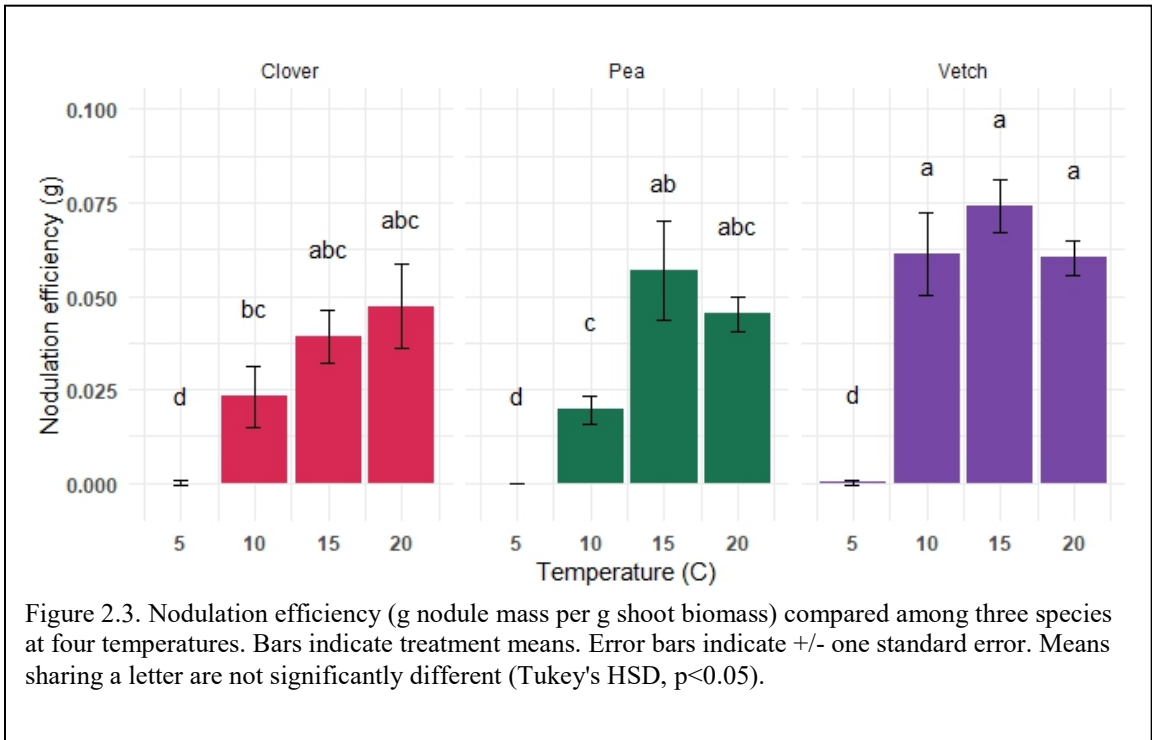 Clover Pea Vetch
0.100
0.075
0.050
0.025
0.000
Nodulation efficiency (g)
d bc abc abc
d c ab abc
d a a a
5 10 15 20 5 10 15 20 5 10 15 20
Temperature (C)
Figure 2.3. Nodulation efficiency (g nodule mass per g shoot biomass) compared among three species
at four temperatures. Bars indicate treatment means. Error bars indicate +/- one standard error. Means
sharing a letter are not significantly different (Tukey's HSD, p<0.05).